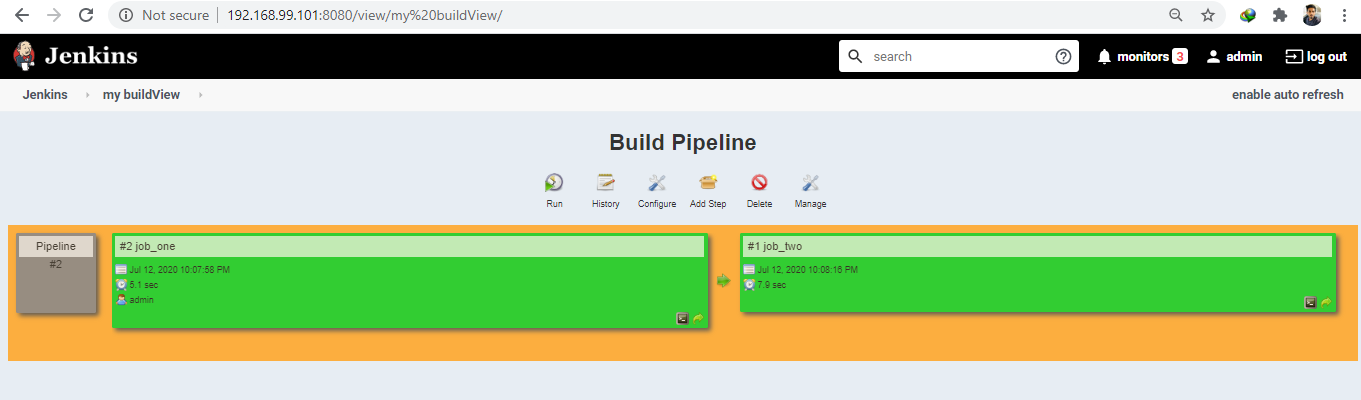 Not secure 192.168.99.101:8080/view/my%20buildView/
Jenkins search monitors 3 admin log out
Jenkins my buildView enable auto refresh
Build Pipeline
Run History Configure Add Step Delete Manage
Pipeline
#2
#2 job_one
Jul 12, 2020 10:07:58 PM
5.1 sec
admin
#1 job_two
Jul 12, 2020 10:08:16 PM
7.9 sec